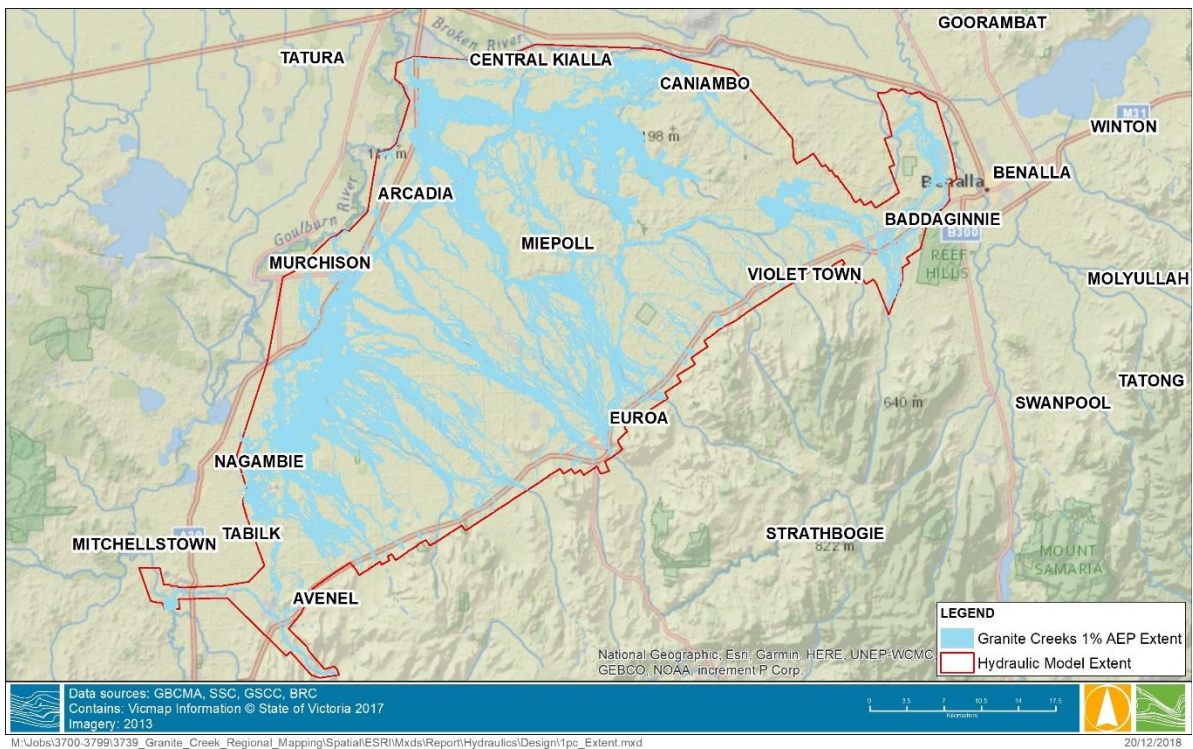 GOORAMBAT
Broken River
TATURA
CENTRAL KIALLA
CANIAMBO
M31
WINTON
198 m
BENALLA
Benalla
ARCADIA
BADDAGINNIE
B300
Goulburn River
MIEPOLL
REEF
HILLS
MURCHISON
VIOLET TOWN
MOLYULLAH
TATONG
640 m
SWANPOOL
EUROA
NAGAMBIE
TABILK
STRATHBOGIE
822 m
MITCHELLSTOWN
MOUNT
SAMARIA
AVENEL
LEGEND
Granite Creeks 1% AEP Extent
Hydraulic Model Extent
National Geographic, Esri, Garmin, HERE, UNEP-WCMC,
GEBCO, NOAA, increment P Corp.
Data sources: GBCMA, SSC, GSCC, BRC
Contains: Vicmap Information © State of Victoria 2017
Imagery: 2013
0 3.5 7 10.5 14 17.5
Kilometers
M:\Jobs\3700-3799\3739_Granite_Creek_Regional_Mapping\Spatial\ESRI\Mxds\Report\Hydraulics\Design\1pc_Extent.mxd
20/12/2018